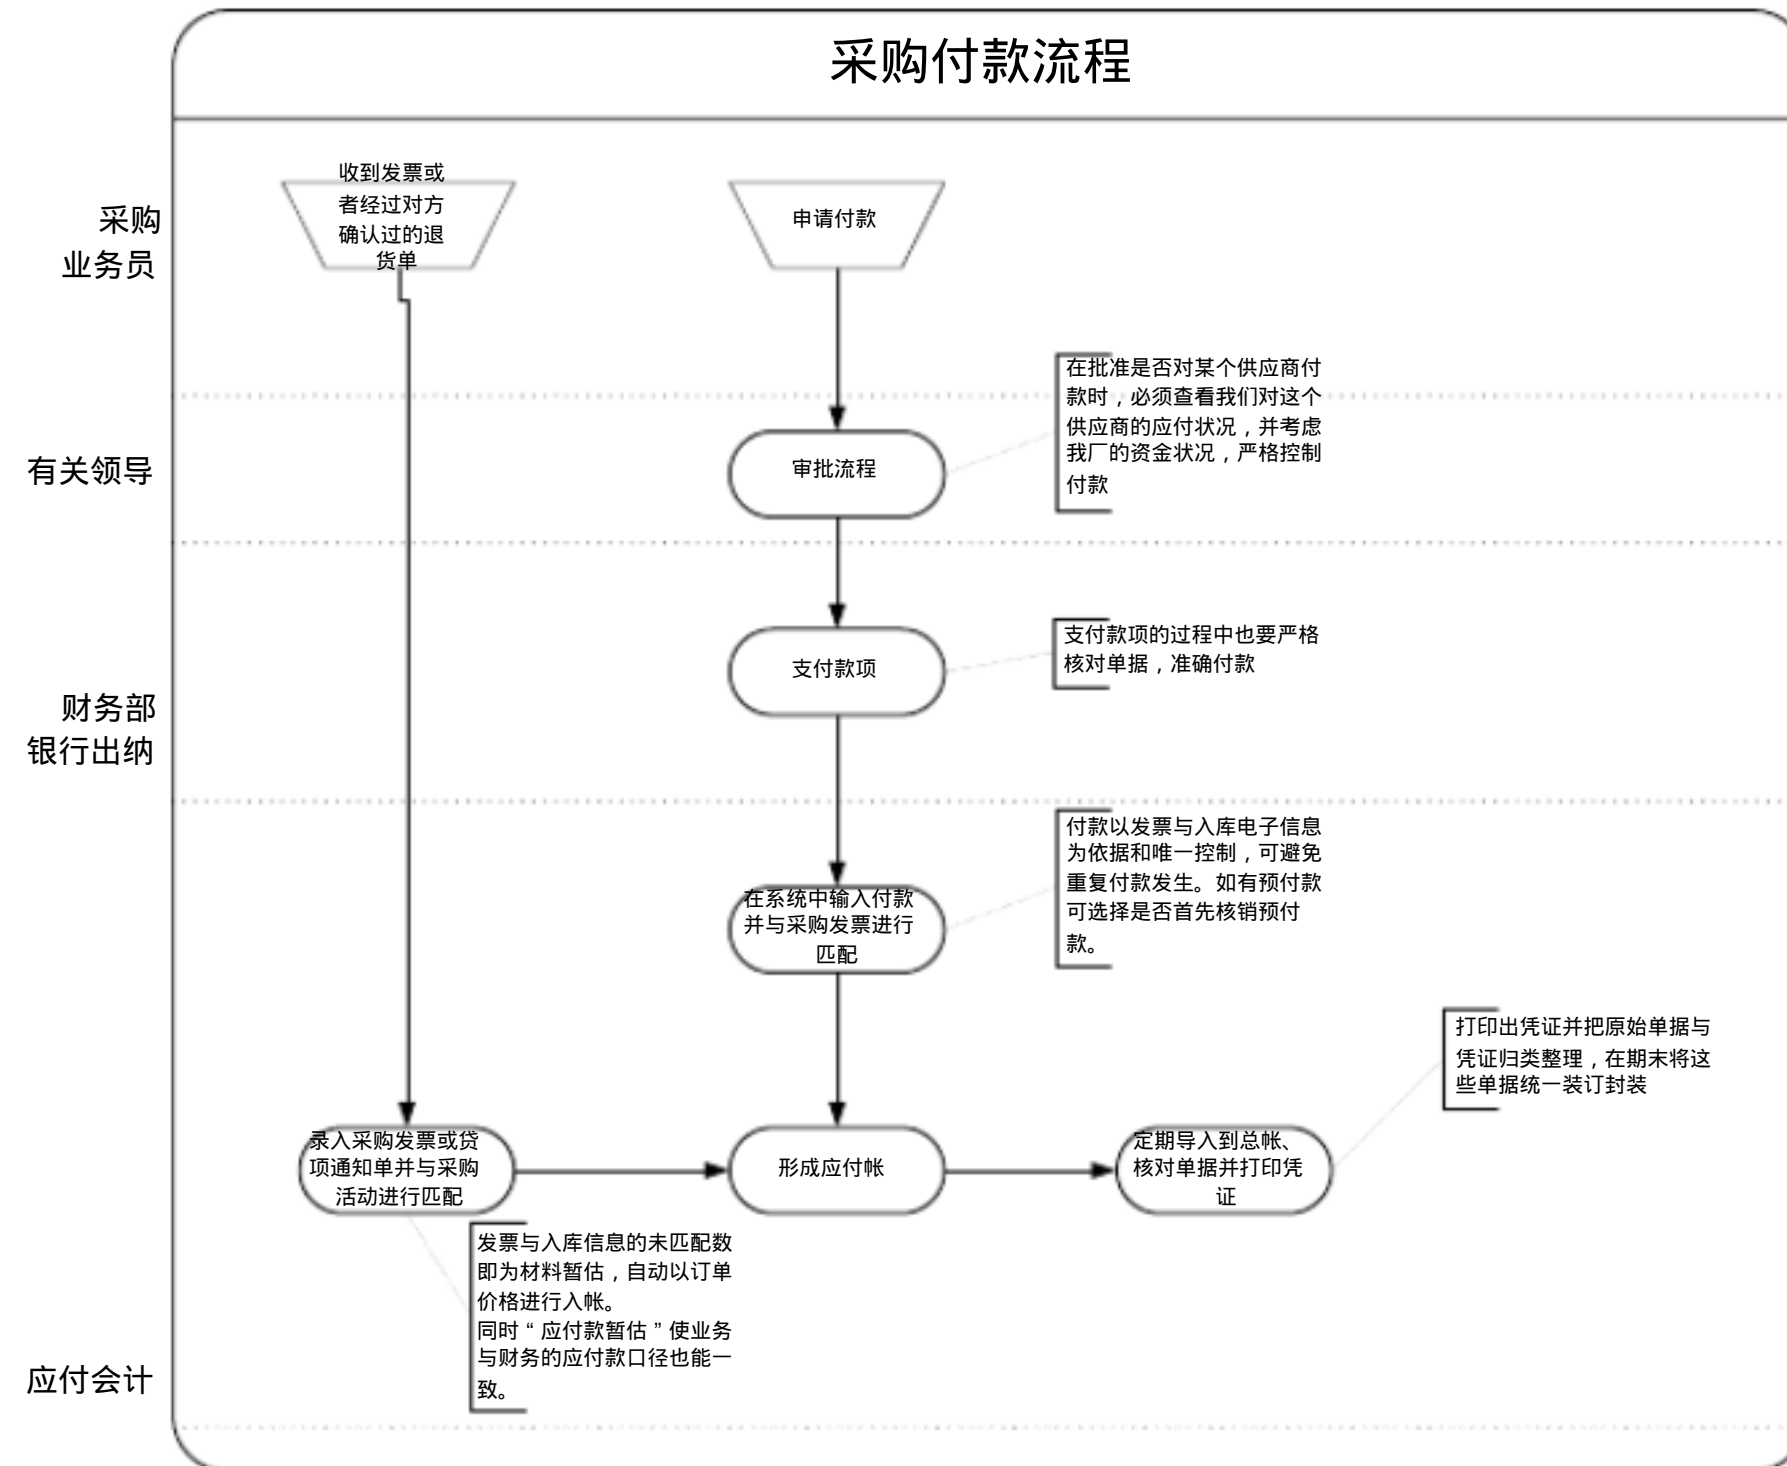 采购付款流程
收到发票或
者经过对方
确认过的退
货单
申请付款
采购
业务员
在批准是否对某个供应商付
款时，必须查看我们对这个
供应商的应付状况，并考虑
我厂的资金状况，严格控制
付款
审批流程
有关领导
支付款项的过程中也要严格
核对单据，准确付款
支付款项
财务部
银行出纳
付款以发票与入库电子信息
为依据和唯一控制，可避免
重复付款发生。如有预付款
可选择是否首先核销预付
款。
在系统中输入付款
并与采购发票进行
匹配
打印出凭证并把原始单据与
凭证归类整理，在期末将这
些单据统一装订封装
录入采购发票或贷
项通知单并与采购
活动进行匹配
形成应付帐
定期导入到总帐、
核对单据并打印凭
证
发票与入库信息的未匹配数
即为材料暂估，自动以订单
价格进行入帐。
同时“应付款暂估”使业务
与财务的应付款口径也能一
致。
应付会计